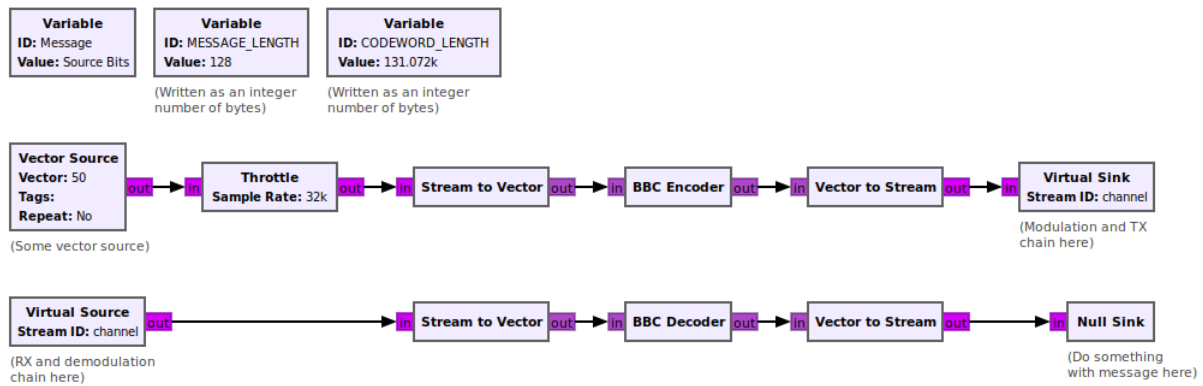 Variable
ID: Message
Value: Source Bits
Variable
ID: MESSAGE_LENGTH
Value: 128
(Written as an integer
number of bytes)
Variable
ID: CODEWORD_LENGTH
Value: 131.072k
(Written as an integer
number of bytes)
Vector Source
Vector: 50
Tags:
Repeat: No
out
(Some vector source)
in
Throttle
Sample Rate: 32k
out
in
Stream to Vector
out
in
BBC Encoder
out
in
Vector to Stream
out
in
Virtual Sink
Stream ID: channel
(Modulation and TX
chain here)
Virtual Source
Stream ID: channel
out
(RX and demodulation
chain here)
in
Stream to Vector
out
in
BBC Decoder
out
in
Vector to Stream
out
in
Null Sink
(Do something
with message here)